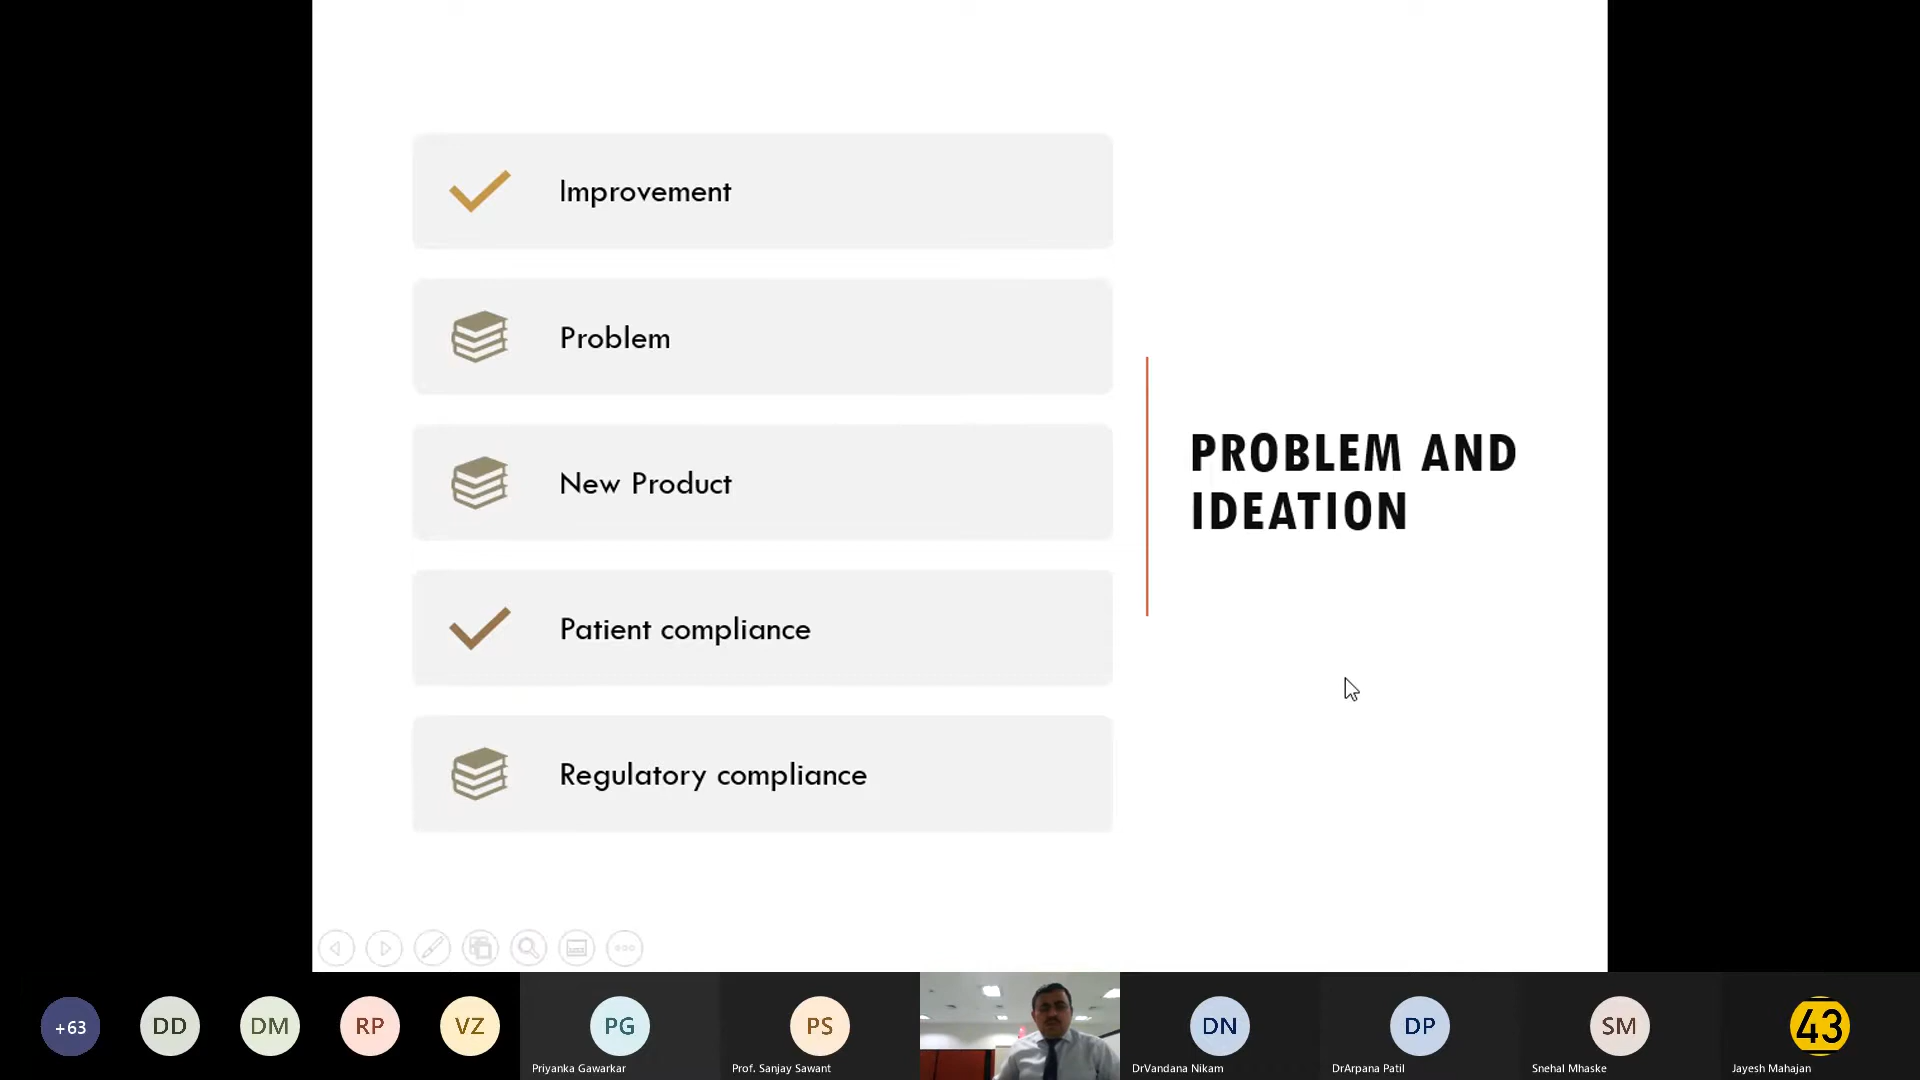 Improvement
Problem
New Product
Patient compliance
Regulatory compliance
PROBLEM AND
IDEATION
+63
DD
DM
RP
VZ
PG
Priyanka Gawarkar
PS
Prof. Sanjay Sawant
DN
DrVandana Nikam
DP
DrArpana Patil
SM
Snehal Mhaske
43
Jayesh Mahajan